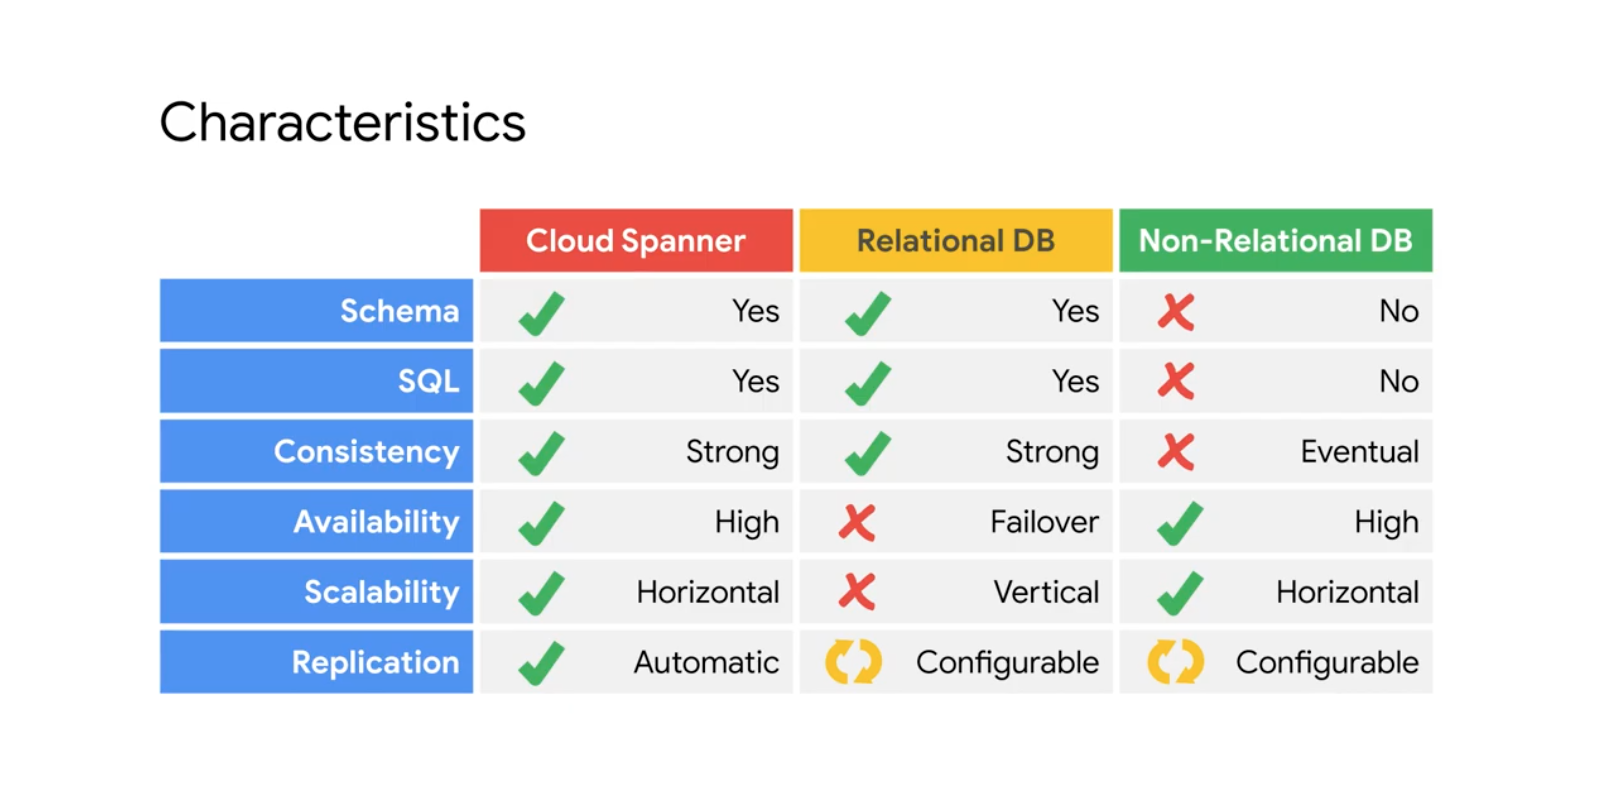 Characteristics
Cloud Spanner Relational DB Non-Relational DB
Schema Yes Yes No
SQL Yes Yes No
Consistency Strong Strong Eventual
Availability High Failover High
Scalability Horizontal Vertical Horizontal
Replication Automatic Configurable Configurable